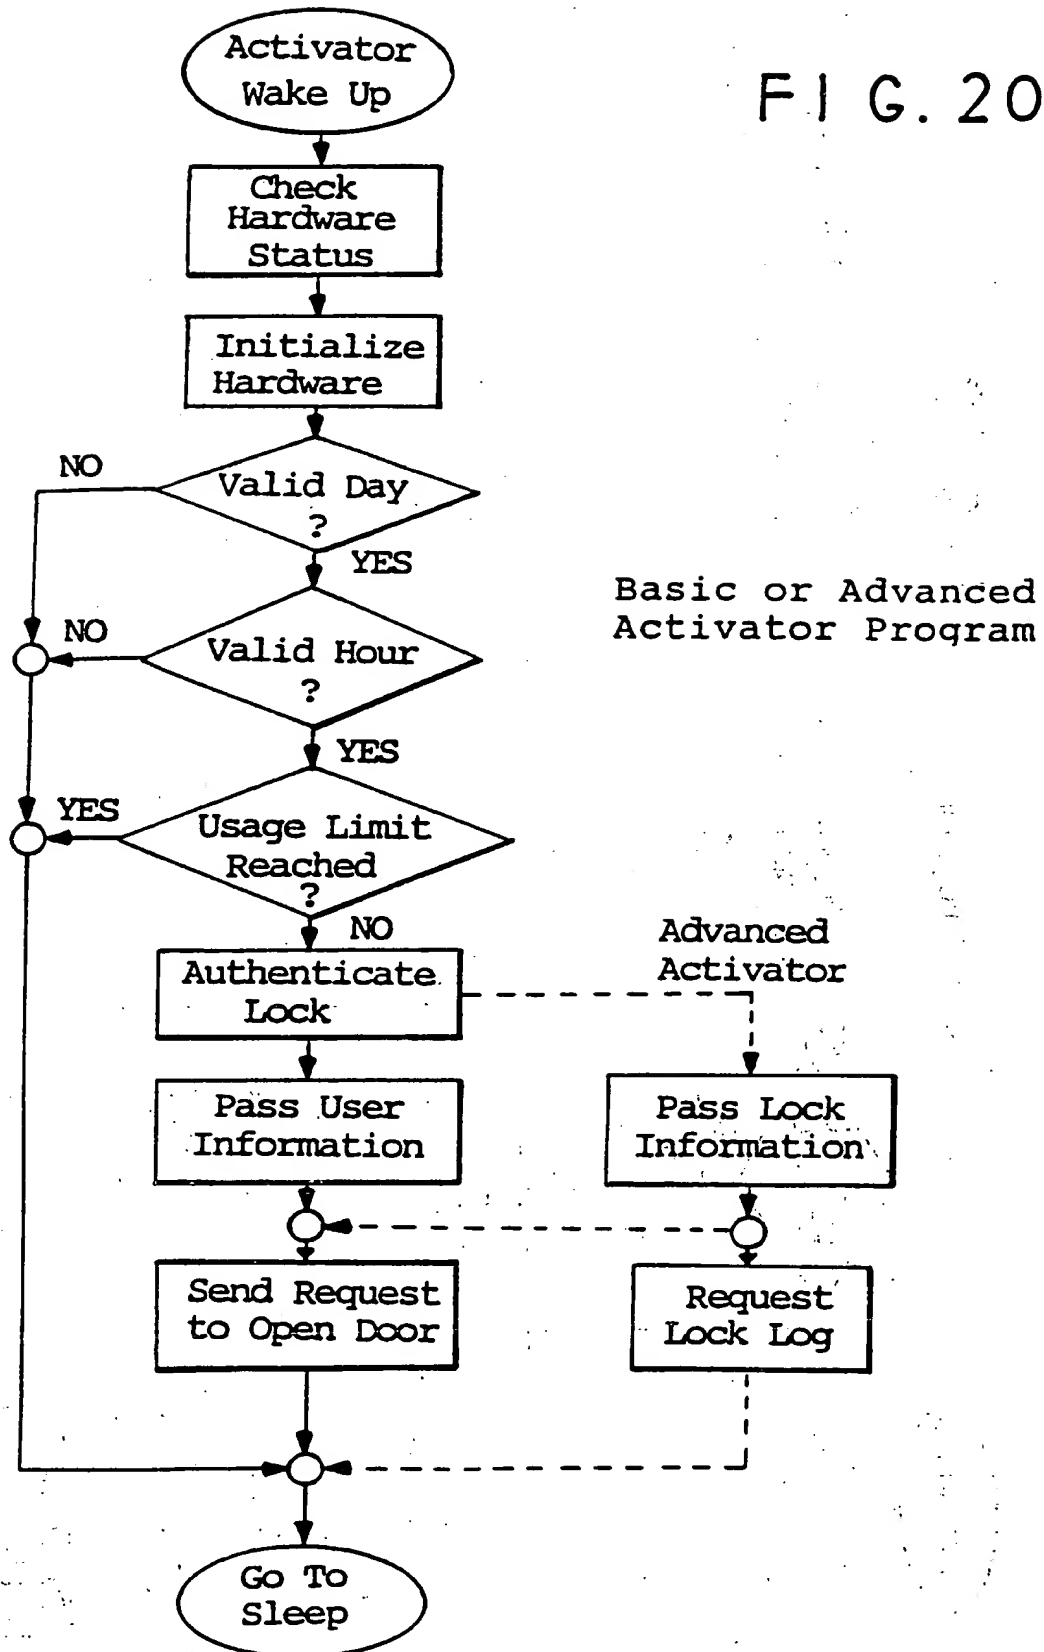 Activator
Wake Up
FIG. 20
Check
Hardware
Status
Initialize
Hardware
NO
Valid Day
?
YES
Basic or Advanced
Activator Program
NO
Valid Hour
?
YES
YES
Usage Limit
Reached
?
NO
Advanced
Activator
Authenticate
Lock
Pass User
Information
Pass Lock
Information
Send Request
to Open Door
Request
Lock Log
Go To
Sleep